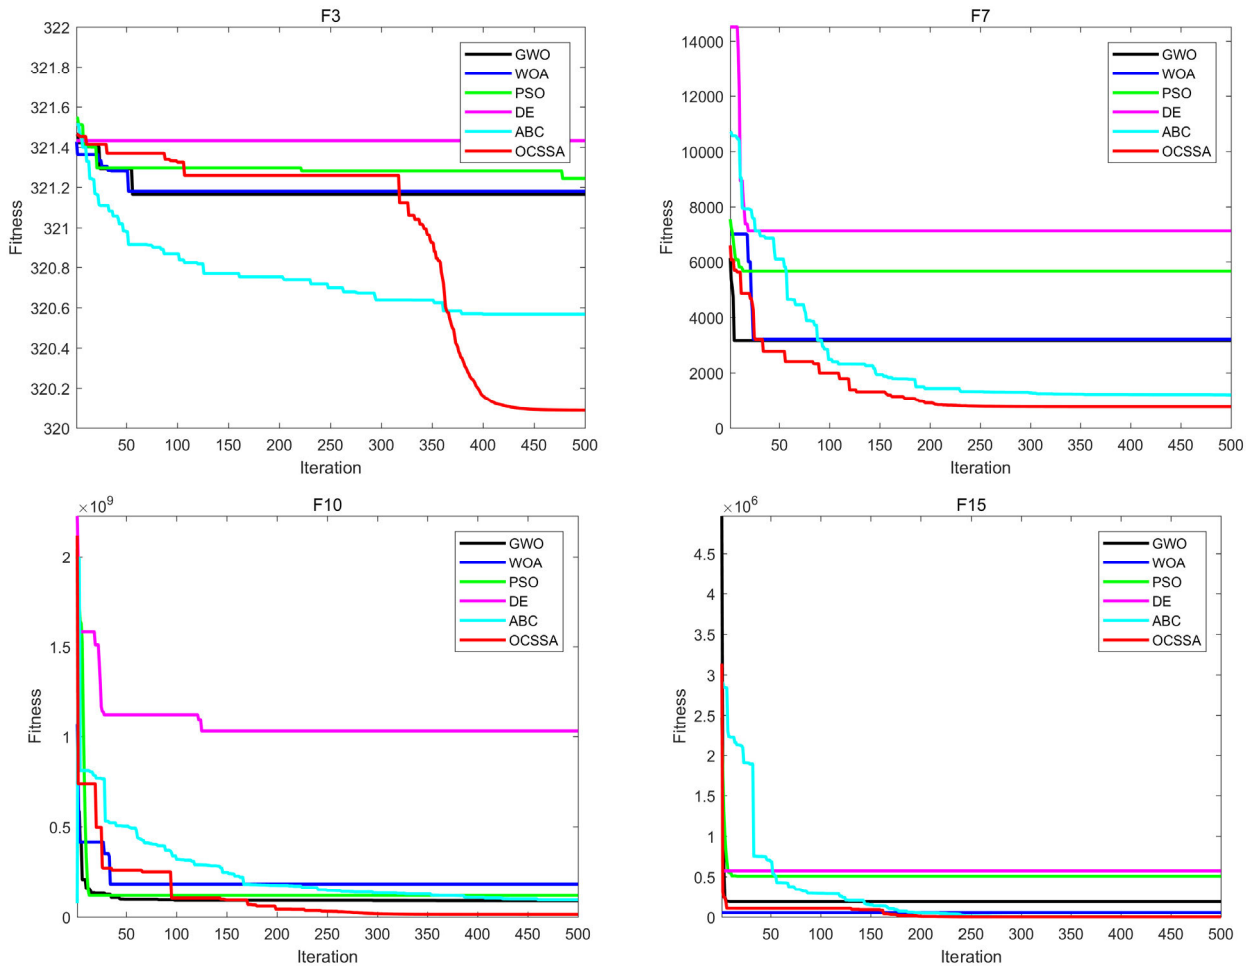 F3
322
321.8
321.6
321.4
321.2
321
320.8
320.6
320.4
320.2
320
Fitness
50 100 150 200 250 300 350 400 450 500
Iteration
GWO
WOA
PSO
DE
ABC
OCSSA
F7
14000
12000
10000
8000
6000
4000
2000
0
Fitness
50 100 150 200 250 300 350 400 450 500
Iteration
GWO
WOA
PSO
DE
ABC
OCSSA
F10
×10⁹
2
1.5
1
0.5
0
Fitness
50 100 150 200 250 300 350 400 450 500
Iteration
GWO
WOA
PSO
DE
ABC
OCSSA
F15
×10⁶
4.5
4
3.5
3
2.5
2
1.5
1
0.5
0
Fitness
50 100 150 200 250 300 350 400 450 500
Iteration
GWO
WOA
PSO
DE
ABC
OCSSA